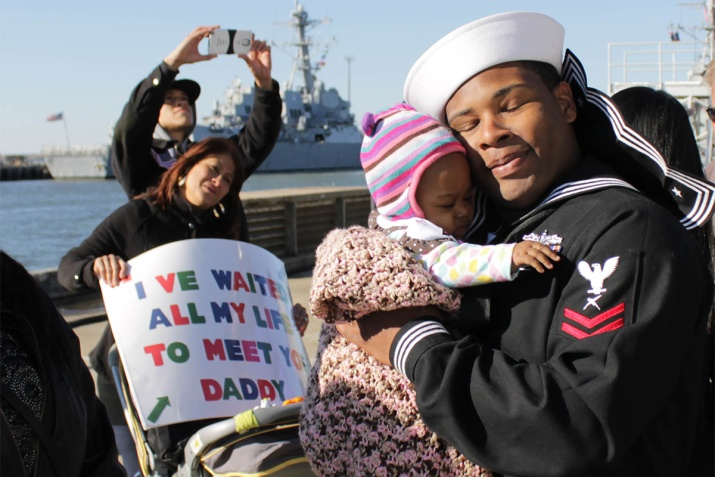 I VE WAITED
ALL MY LIFE
TO MEET YOU
DADDY